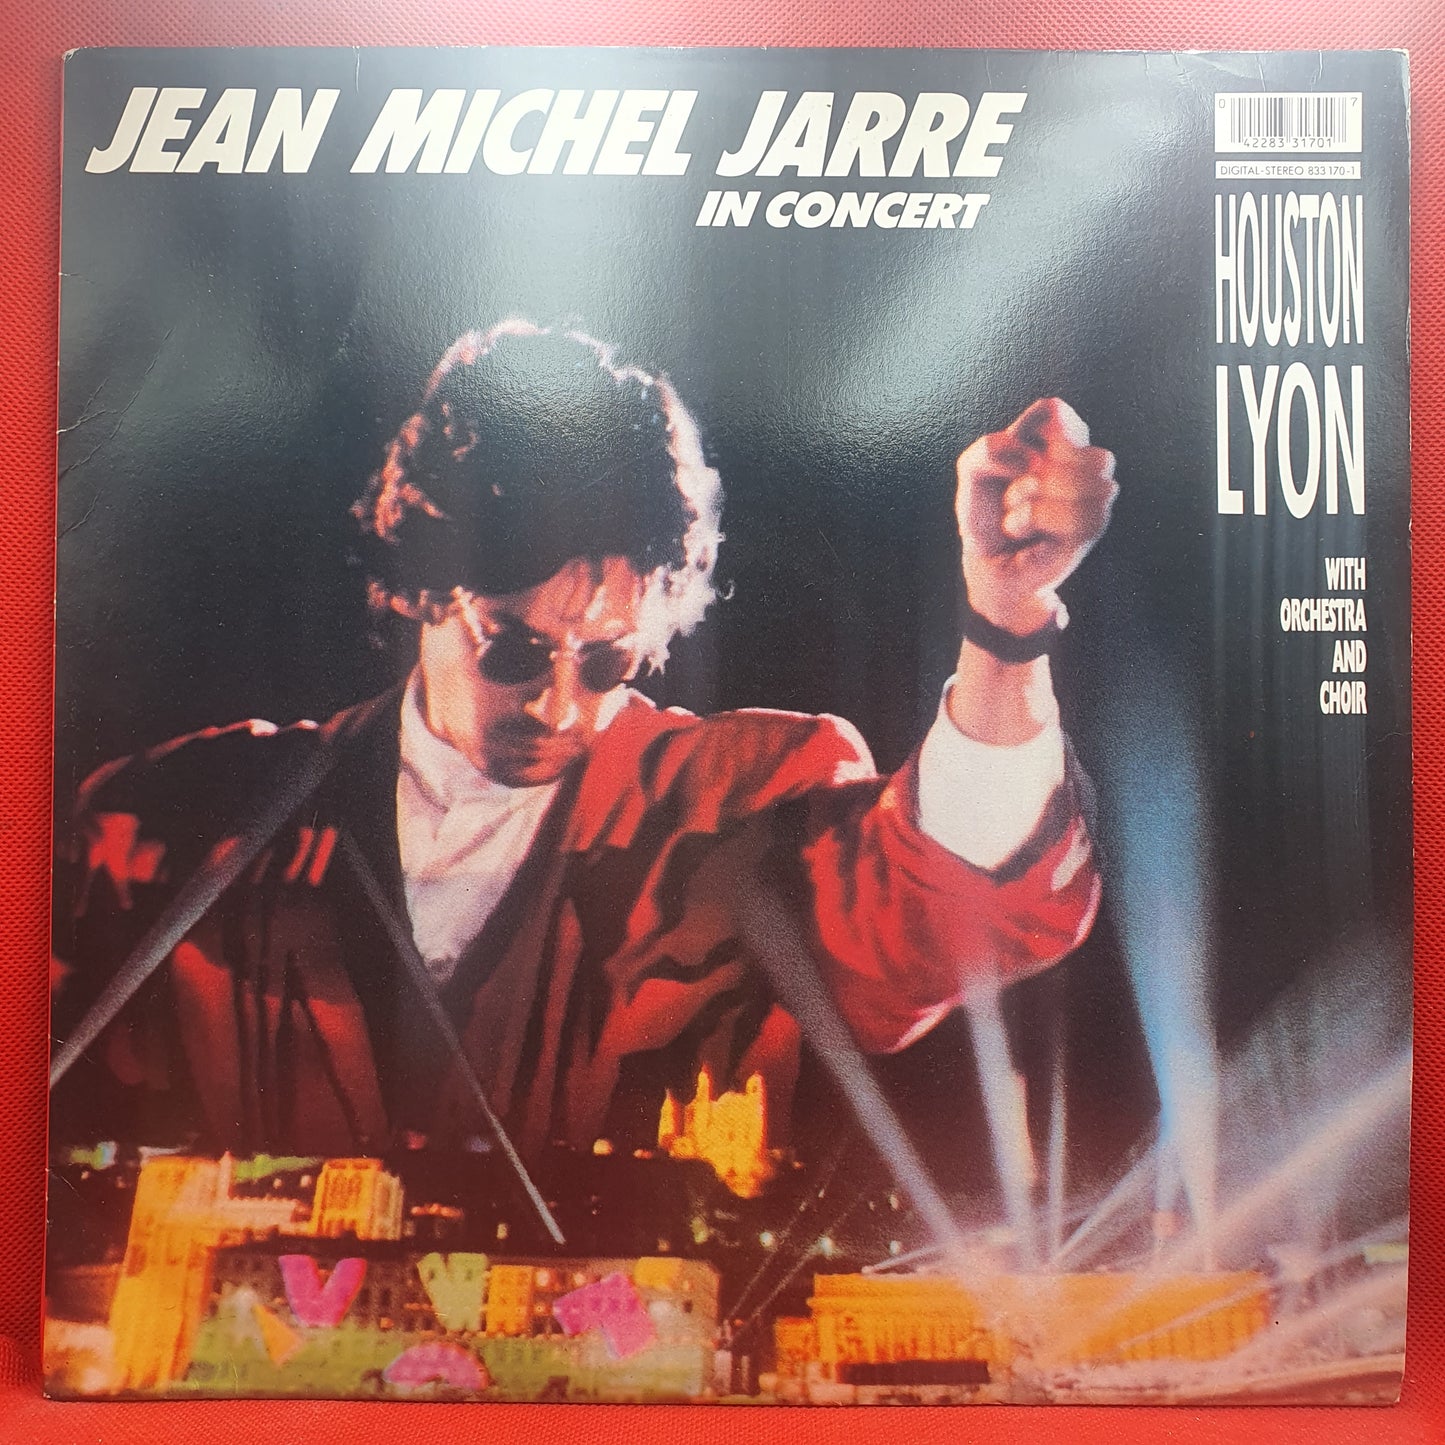 JEAN MICHEL JARRE
IN CONCERT
0 7
42283 31701
DIGITAL-STEREO 833 170-1
HOUSTON
LYON
WITH
ORCHESTRA
AND
CHOIR